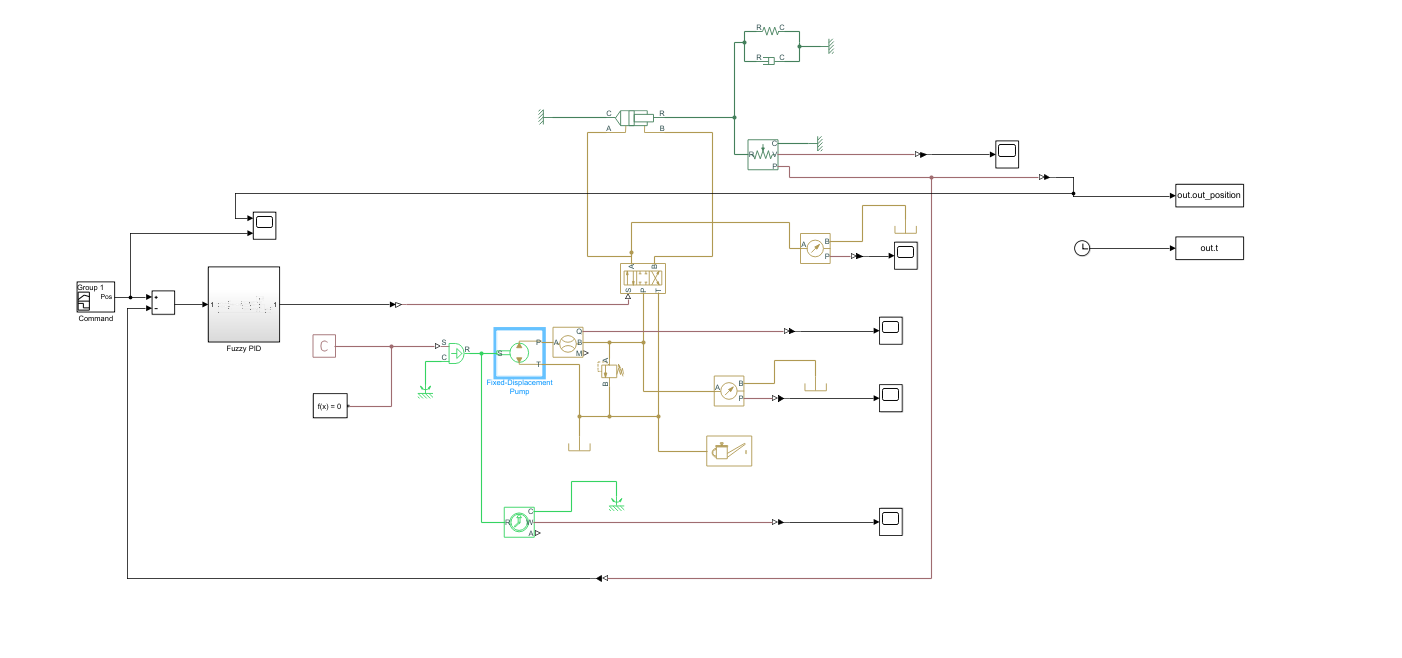 R C
R C
C R
A B
C
R V
P
out.out_position
A B
P
out.t
A B
S P T
Group 1
Pos
Command
+
-
1 1
Fuzzy PID
C
S
C R
f(x) = 0
S P
T
Fixed-Displacement
Pump
Q
A B
M
A
B
A B
P
C
R W
A